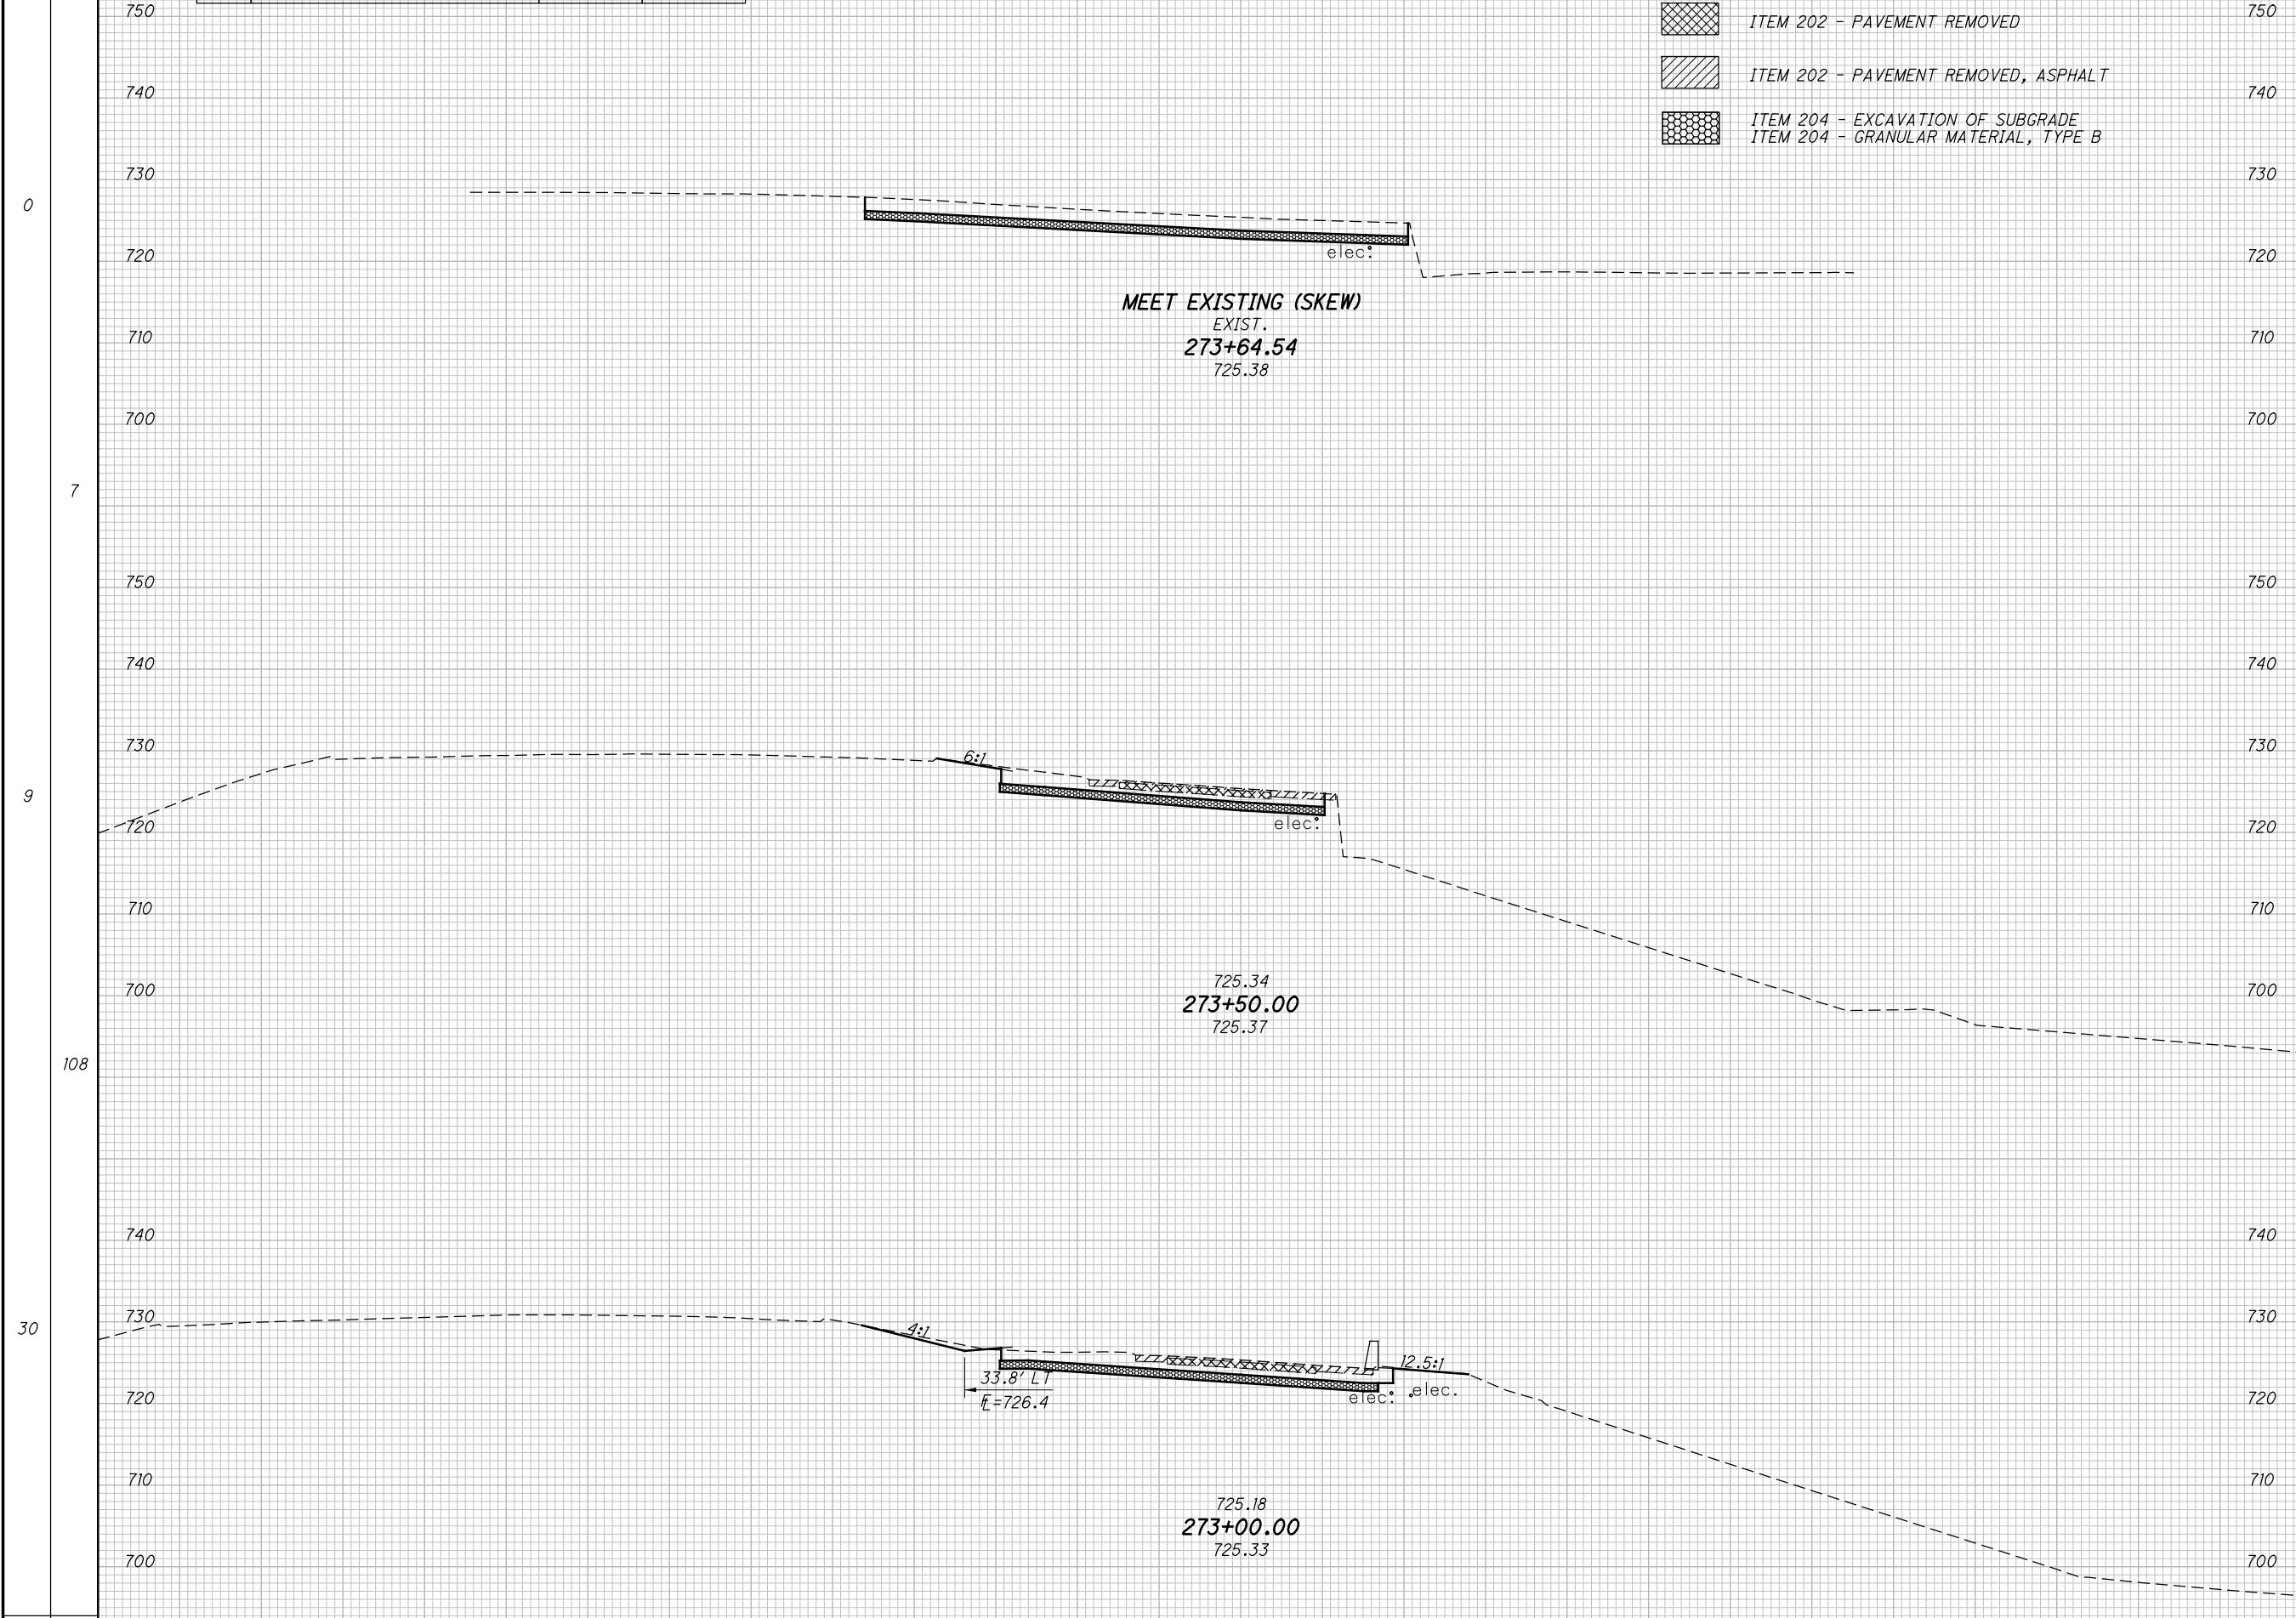 750 750
ITEM 202 - PAVEMENT REMOVED
740 ITEM 202 - PAVEMENT REMOVED, ASPHALT 740
ITEM 204 - EXCAVATION OF SUBGRADE
ITEM 204 - GRANULAR MATERIAL, TYPE B
730 730
0
720 elec. 720
MEET EXISTING (SKEW)
EXIST.
710 273+64.54 710
725.38
700 700
7
750 750
740 740
730 6:1 730
9
720 elec. 720
710 710
725.34
700 273+50.00 700
725.37
108
740 740
730 4:1 730
30
12.5:1
33.8' LT
720 FL=726.4 elec. elec. 720
710 710
725.18
273+00.00
725.33
700 700